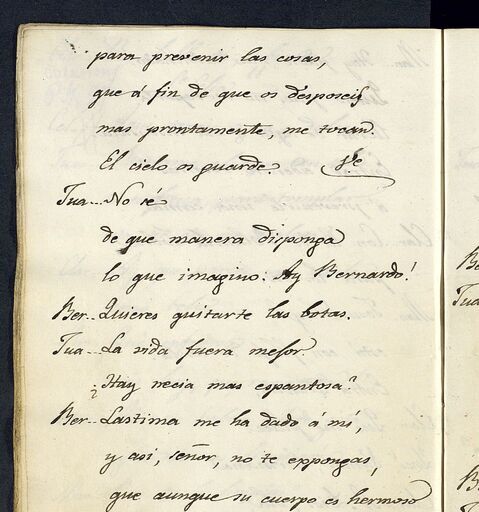 para prevenir las cosas,
que á fin de que os desposeis
mas prontamente, me tocan.
El cielo os guarde. Vse
Jua.. No sé
de que manera disponga
lo que imagino: Ay Bernardo!
Ber.. Quieres quitarte las botas.
Jua... La vida fuera mejor.
¿Hay necia mas espantosa?
Ber.. Lastima me ha dado á mí,
y asi, señor, no te expongas,
que aunque su cuerpo es hermoso
Be
Jua
B